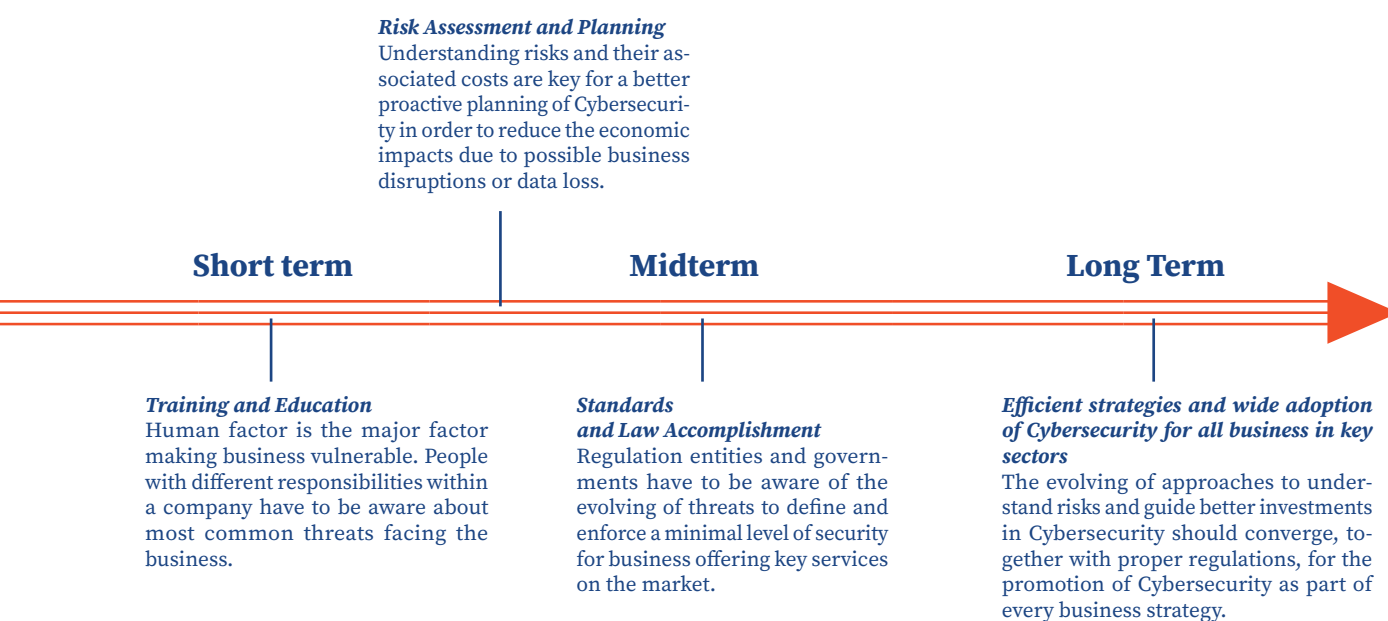 Risk Assessment and Planning
Understanding risks and their as-
sociated costs are key for a better
proactive planning of Cybersecuri-
ty in order to reduce the economic
impacts due to possible business
disruptions or data loss.
Short term
Midterm
Long Term
Training and Education
Human factor is the major factor
making business vulnerable. People
with different responsibilities within
a company have to be aware about
most common threats facing the
business.
Standards
and Law Accomplishment
Regulation entities and govern-
ments have to be aware of the
evolving of threats to define and
enforce a minimal level of security
for business offering key services
on the market.
Efficient strategies and wide adoption
of Cybersecurity for all business in key
sectors
The evolving of approaches to under-
stand risks and guide better investments
in Cybersecurity should converge, to-
gether with proper regulations, for the
promotion of Cybersecurity as part of
every business strategy.